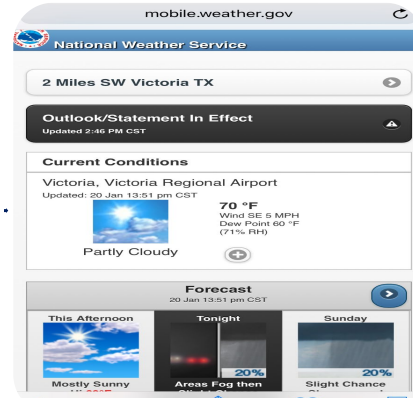 mobile.weather.gov
National Weather Service
2 Miles SW Victoria TX
Outlook/Statement In Effect
Updated 2:46 PM CST
Current Conditions
Victoria, Victoria Regional Airport
Updated: 20 Jan 13:51 pm CST
70 °F
Wind SE 5 MPH
Dew Point 60 °F
(71% RH)
Partly Cloudy
Forecast
20 Jan 13:51 pm CST
This Afternoon
Mostly Sunny
Tonight
20%
Areas Fog then
Sunday
20%
Slight Chance